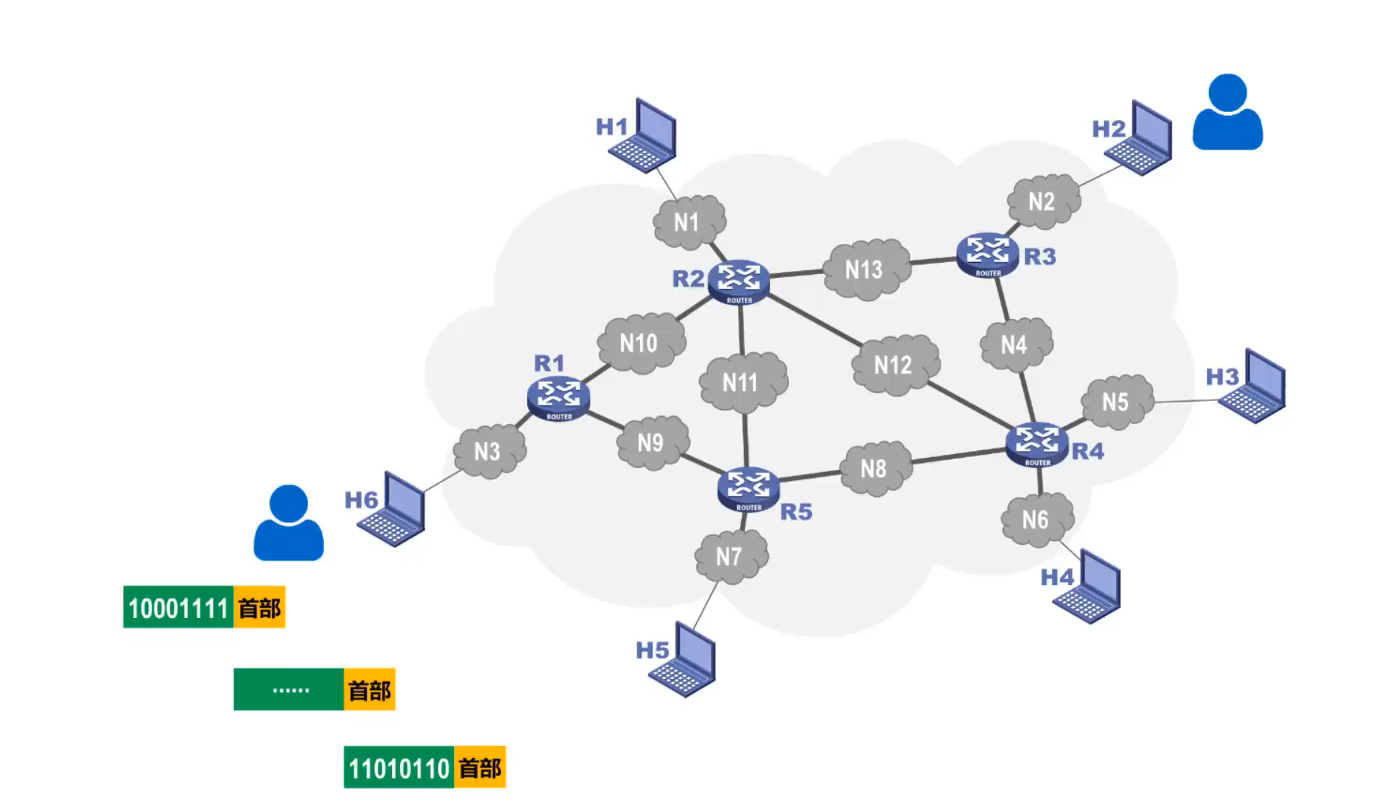 H1
H2
N2
N1
R3
N13
R2
ROUTER
ROUTER
N10
N4
R1
N12
H3
N11
N5
ROUTER
N9
N3
R4
ROUTER
N8
H6
R5
ROUTER
N6
N7
H4
10001111 首部
H5
...... 首部
11010110 首部